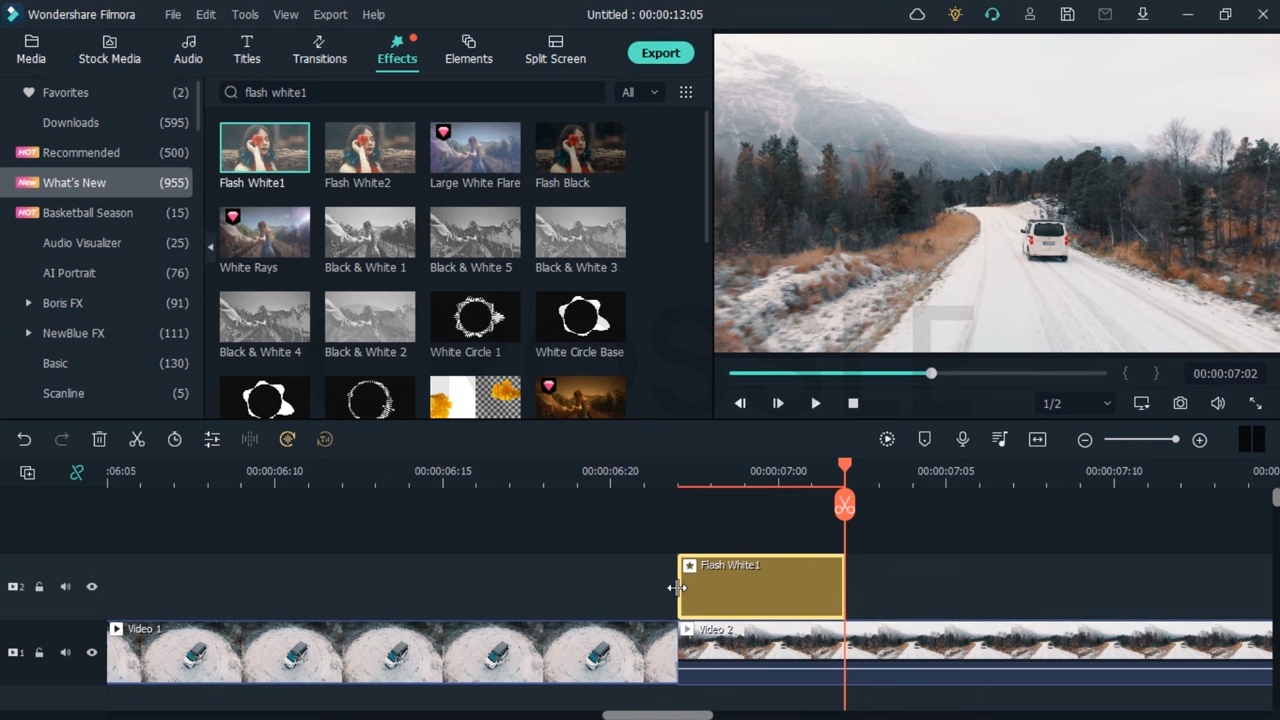 Wondershare Filmora
File Edit Tools View Export Help
Untitled : 00:00:13:05
Media
Stock Media
Audio
Titles
Transitions
Effects
Elements
Split Screen
Export
Favorites (2)
Downloads (595)
HOT Recommended (500)
New What's New (955)
HOT Basketball Season (15)
Audio Visualizer (25)
AI Portrait (76)
Boris FX (91)
NewBlue FX (111)
Basic (130)
Scanline (5)
flash white1
All
Flash White1
Flash White2
Large White Flare
Flash Black
White Rays
Black & White 1
Black & White 5
Black & White 3
Black & White 4
Black & White 2
White Circle 1
White Circle Base
00:00:07:02
1/2
:06:05
00:00:06:10
00:00:06:15
00:00:06:20
00:00:07:00
00:00:07:05
00:00:07:10
00:00
2
Flash White1
1
Video 1
Video 2